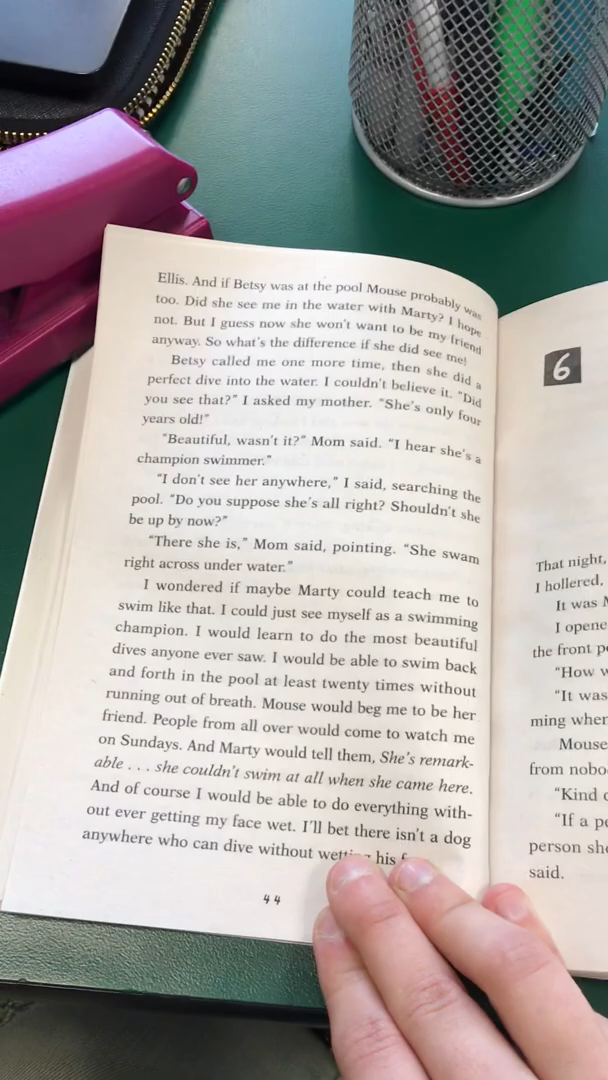 Ellis. And if Betsy was at the pool Mouse probably was
too. Did she see me in the water with Marty? I hope
not. But I guess now she won't want to be my friend
anyway. So what's the difference if she did see me!
Betsy called me one more time, then she did a
perfect dive into the water. I couldn't believe it. "Did
you see that?" I asked my mother. "She's only four
years old!"
"Beautiful, wasn't it?" Mom said. "I hear she's a
champion swimmer."
"I don't see her anywhere," I said, searching the
pool. "Do you suppose she's all right? Shouldn't she
be up by now?"
"There she is," Mom said, pointing. "She swam
right across under water."
I wondered if maybe Marty could teach me to
swim like that. I could just see myself as a swimming
champion. I would learn to do the most beautiful
dives anyone ever saw. I would be able to swim back
and forth in the pool at least twenty times without
running out of breath. Mouse would beg me to be her
friend. People from all over would come to watch me
on Sundays. And Marty would tell them, She's remark-
able . . . she couldn't swim at all when she came here.
And of course I would be able to do everything with-
out ever getting my face wet. I'll bet there isn't a dog
anywhere who can dive without wetting his
44
6
That night,
I hollered,
It was
I opene
the front
"How
"It was
ming when
Mouse
from
"Kind
"If a
person
said.